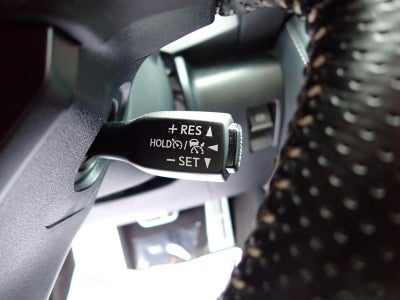 + RES ▲
HOLD / ◀
− SET ▼